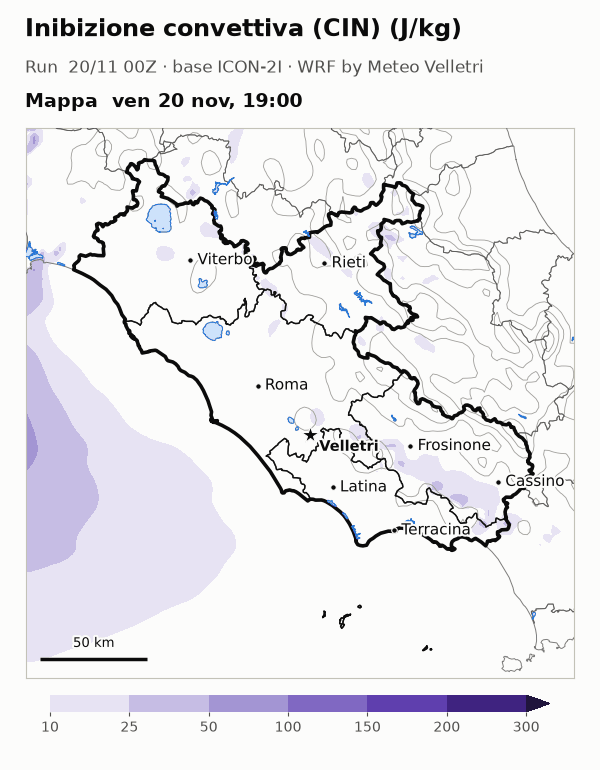 Inibizione convettiva (CIN) (J/kg)
Run  20/11 00Z · base ICON-2I · WRF by Meteo Velletri
Mappa  ven 20 nov, 19:00
Viterbo
Rieti
Roma
Velletri
Frosinone
Cassino
Latina
Terracina
50 km
10 25 50 100 150 200 300